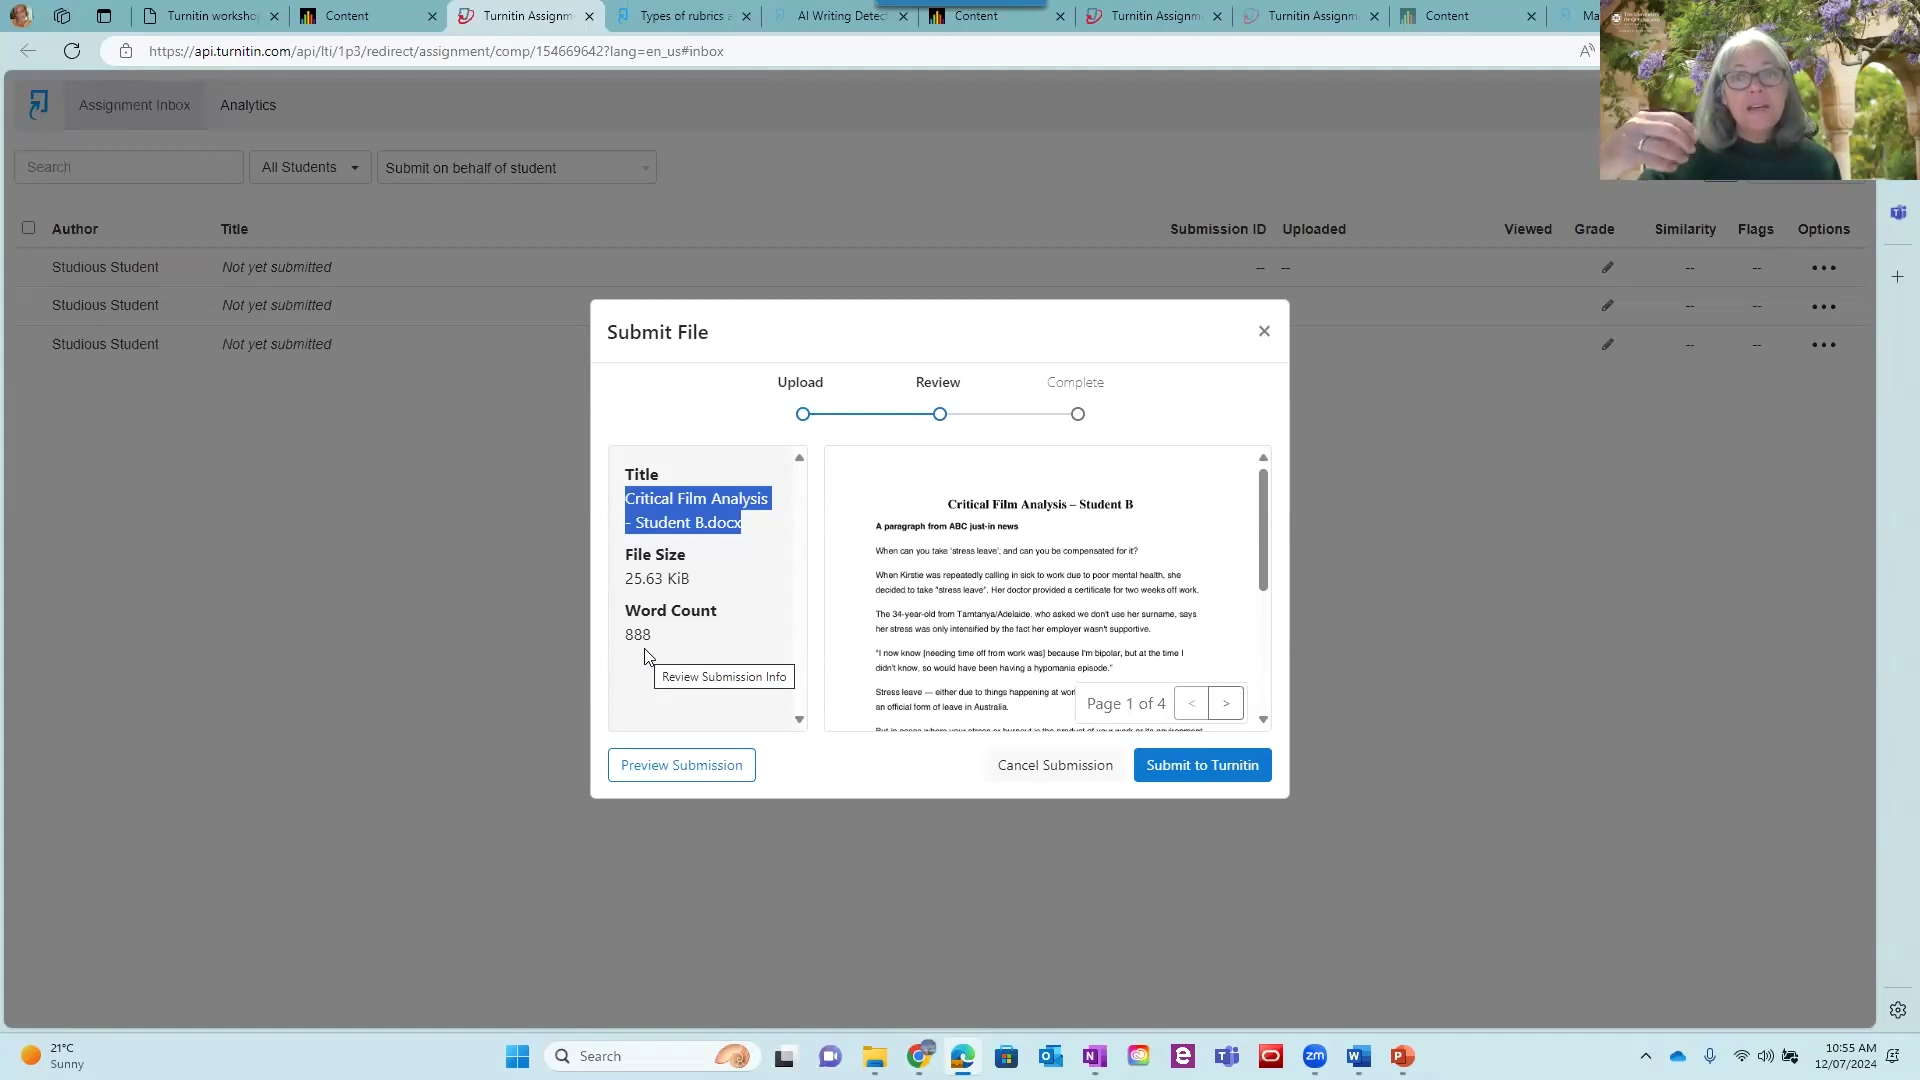 Turnitin worksho
Content
Turnitin Assignm
Types of rubrics a
AI Writing Detect
Content
Turnitin Assignm
Turnitin Assignm
Content
Ma
https://api.turnitin.com/api/lti/1p3/redirect/assignment/comp/154669642?lang=en_us#inbox
Assignment Inbox
Analytics
Search
All Students
Submit on behalf of student
Author
Title
Submission ID
Uploaded
Viewed
Grade
Similarity
Flags
Options
Studious Student
Not yet submitted
--
--
--
--
Studious Student
Not yet submitted
--
--
Studious Student
Not yet submitted
--
--
Submit File
Upload
Review
Complete
Title
Critical Film Analysis
- Student B.docx
File Size
25.63 KiB
Word Count
888
Review Submission Info
Critical Film Analysis – Student B
A paragraph from ABC just-in news
When can you take 'stress leave', and can you be compensated for it?
When Kirstie was repeatedly calling in sick to work due to poor mental health, she
decided to take "stress leave". Her doctor provided a certificate for two weeks off work.
The 34-year-old from Tarntanya/Adelaide, who asked we don't use her surname, says
her stress was only intensified by the fact her employer wasn't supportive.
"I now know [needing time off from work was] because I'm bipolar, but at the time I
didn't know, so would have been having a hypomania episode."
Stress leave — either due to things happening at wor
an official form of leave in Australia.
Page 1 of 4
Preview Submission
Cancel Submission
Submit to Turnitin
21°C
Sunny
Search
10:55 AM
12/07/2024